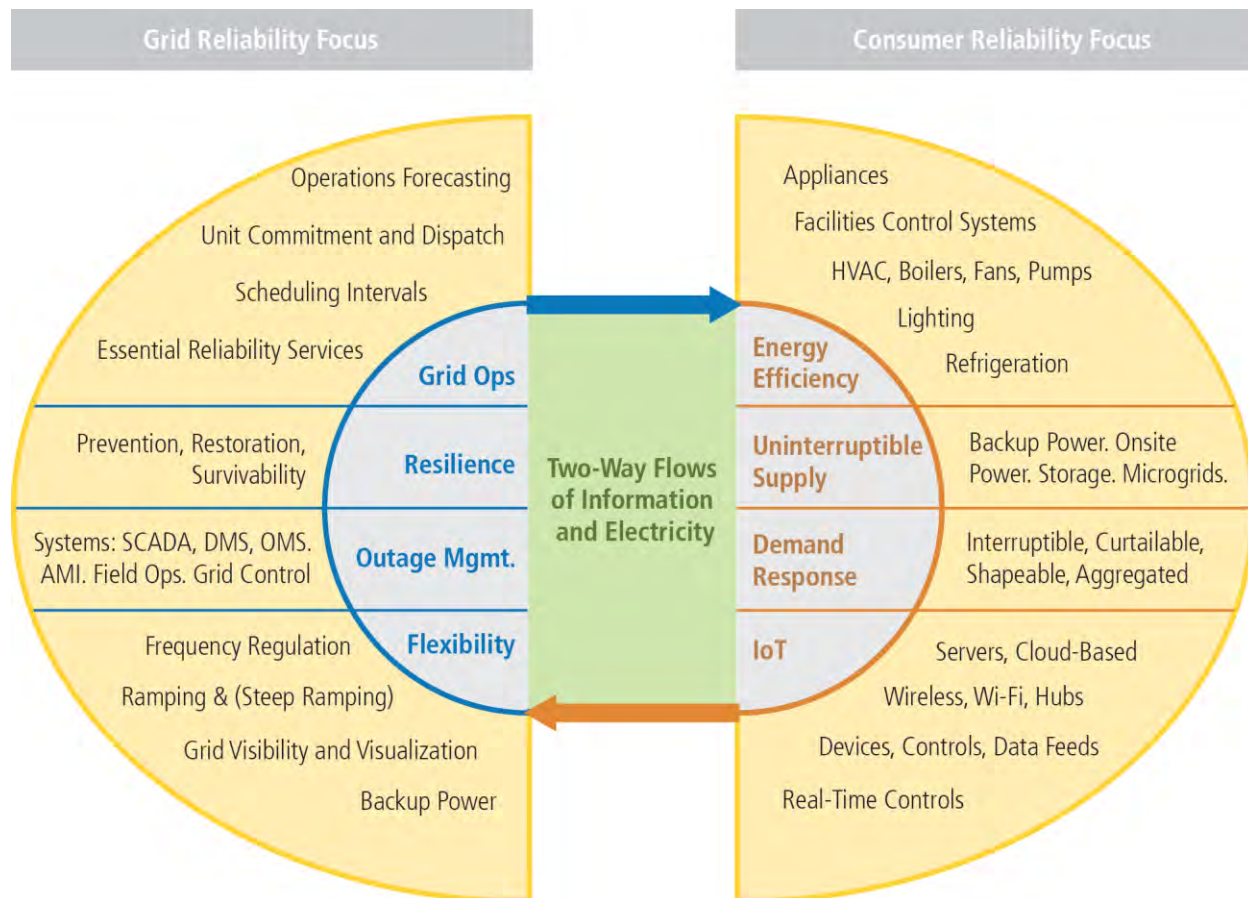 Grid Reliability Focus
Consumer Reliability Focus
Operations Forecasting
Unit Commitment and Dispatch
Scheduling Intervals
Essential Reliability Services
Grid Ops
Prevention, Restoration,
Survivability
Resilience
Systems: SCADA, DMS, OMS.
AMI. Field Ops. Grid Control
Outage Mgmt.
Flexibility
Frequency Regulation
Ramping & (Steep Ramping)
Grid Visibility and Visualization
Backup Power
Two-Way Flows
of Information
and Electricity
Appliances
Facilities Control Systems
HVAC, Boilers, Fans, Pumps
Lighting
Refrigeration
Energy
Efficiency
Uninterruptible
Supply
Backup Power. Onsite
Power. Storage. Microgrids.
Demand
Response
Interruptible, Curtailable,
Shapeable, Aggregated
IoT
Servers, Cloud-Based
Wireless, Wi-Fi, Hubs
Devices, Controls, Data Feeds
Real-Time Controls